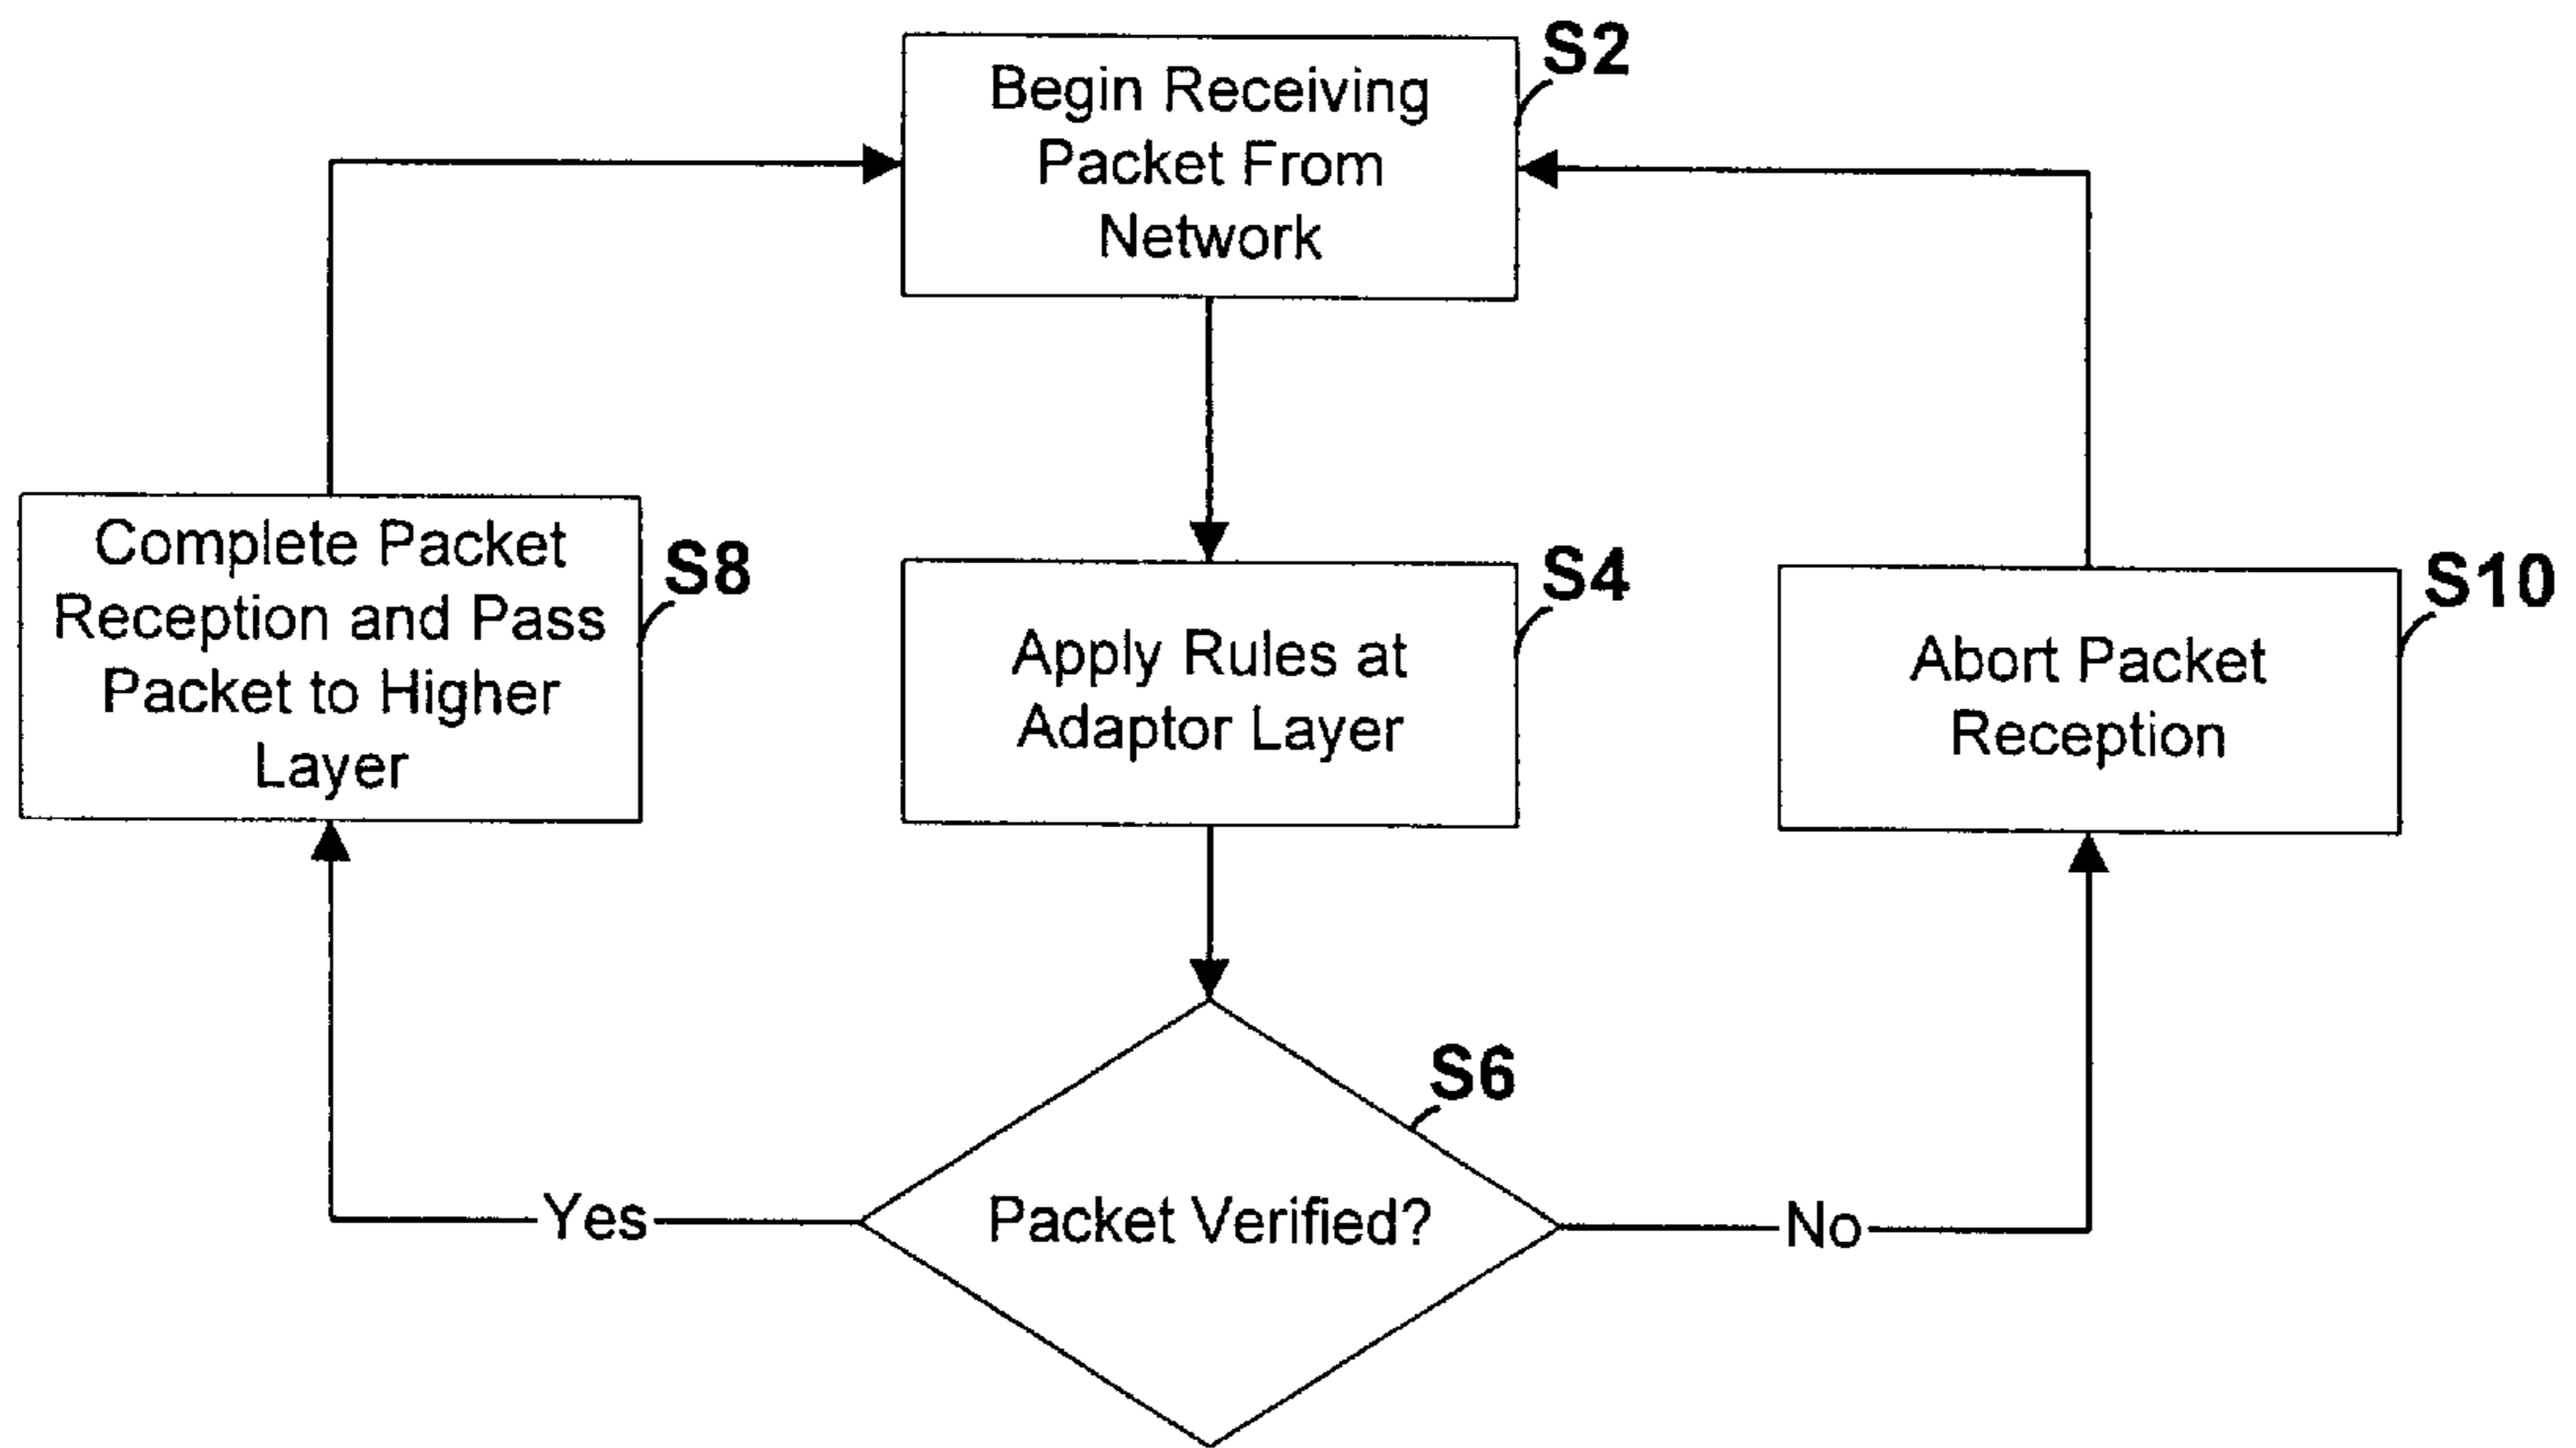 S2
Begin Receiving
Packet From
Network
Complete Packet
Reception and Pass
Packet to Higher
Layer
S8
S4
Apply Rules at
Adaptor Layer
S10
Abort Packet
Reception
S6
Packet Verified?
Yes
No